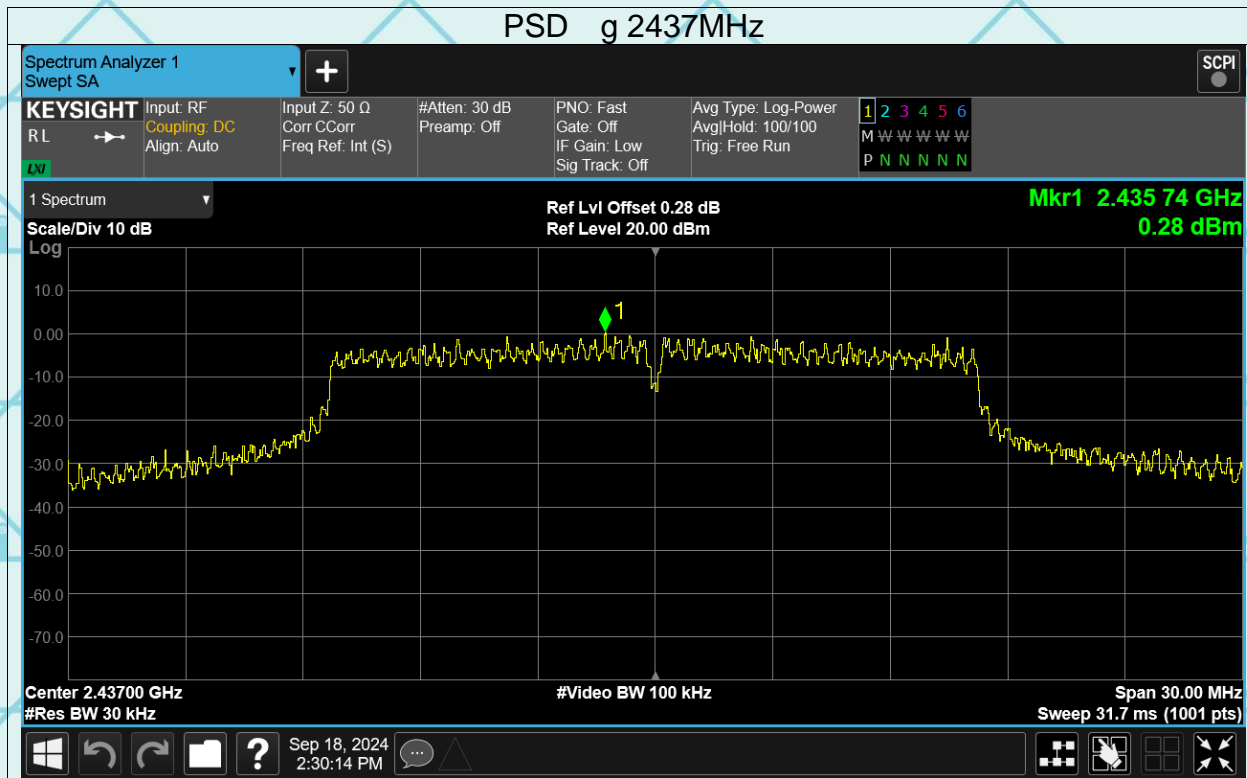 PSD g 2437MHz
Spectrum Analyzer 1
Swept SA
+
SCPI
KEYSIGHT
R L
LXI
Input: RF
Coupling: DC
Align: Auto
Input Z: 50 Ω
Corr CCorr
Freq Ref: Int (S)
#Atten: 30 dB
Preamp: Off
PNO: Fast
Gate: Off
IF Gain: Low
Sig Track: Off
Avg Type: Log-Power
Avg|Hold: 100/100
Trig: Free Run
1 2 3 4 5 6
M W W W W W
P N N N N N
1 Spectrum
Scale/Div 10 dB
Log
Ref Lvl Offset 0.28 dB
Ref Level 20.00 dBm
Mkr1 2.435 74 GHz
0.28 dBm
1
10.0
0.00
-10.0
-20.0
-30.0
-40.0
-50.0
-60.0
-70.0
Center 2.43700 GHz
#Res BW 30 kHz
#Video BW 100 kHz
Span 30.00 MHz
Sweep 31.7 ms (1001 pts)
?
Sep 18, 2024
2:30:14 PM